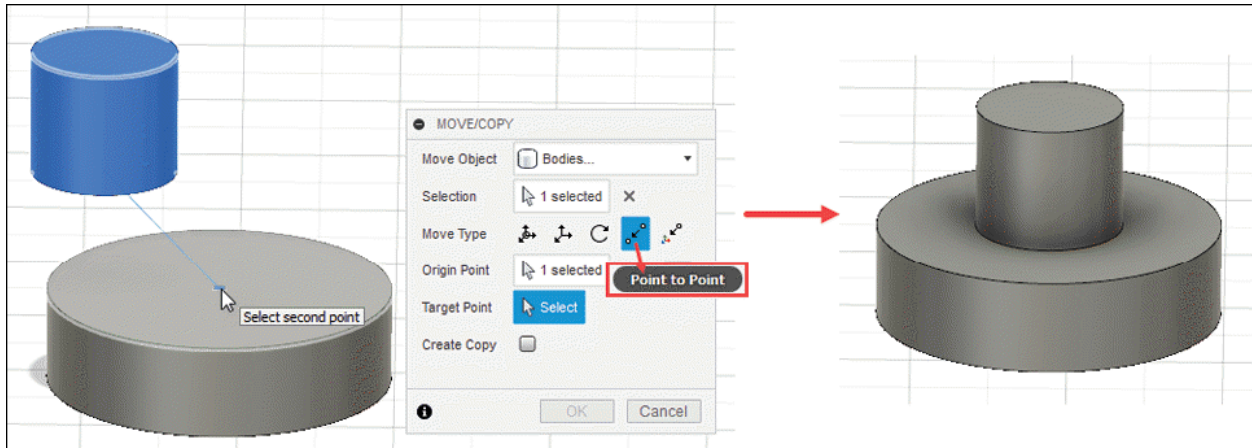 Select second point
MOVE/COPY
Move Object Bodies...
Selection 1 selected
Move Type
Origin Point 1 selected
Point to Point
Target Point Select
Create Copy
OK Cancel